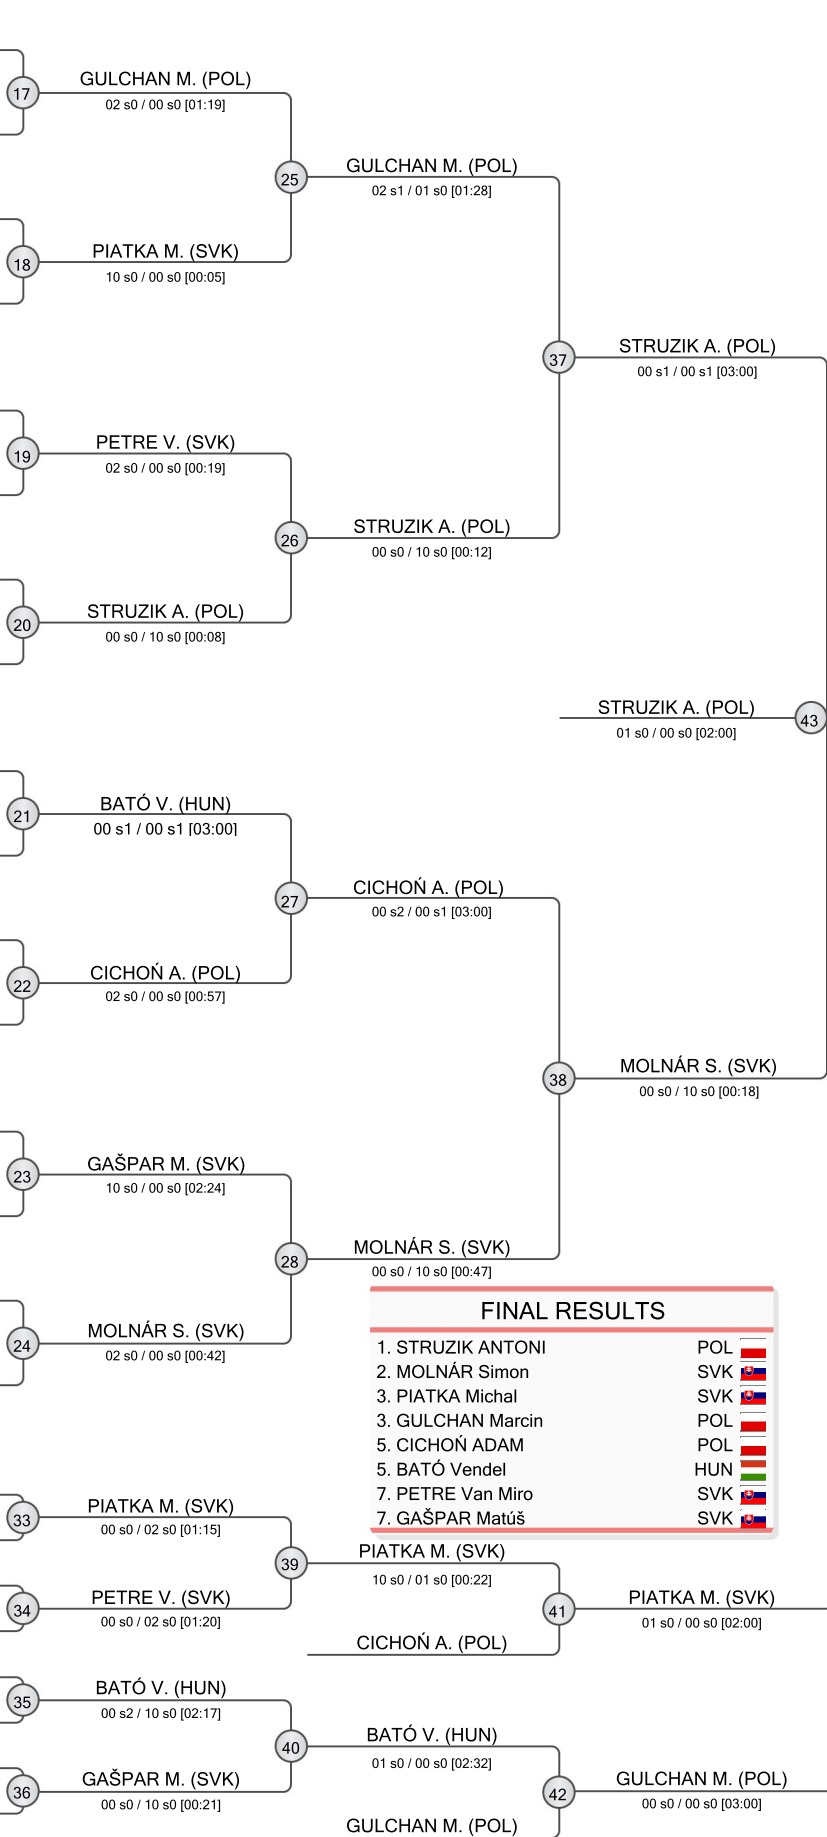 GULCHAN M. (POL)
17
02 s0 / 00 s0 [01:19]
GULCHAN M. (POL)
25
02 s1 / 01 s0 [01:28]
PIATKA M. (SVK)
18
10 s0 / 00 s0 [00:05]
STRUZIK A. (POL)
37
00 s1 / 00 s1 [03:00]
PETRE V. (SVK)
19
02 s0 / 00 s0 [00:19]
STRUZIK A. (POL)
26
00 s0 / 10 s0 [00:12]
STRUZIK A. (POL)
20
00 s0 / 10 s0 [00:08]
STRUZIK A. (POL)
43
01 s0 / 00 s0 [02:00]
BATÓ V. (HUN)
21
00 s1 / 00 s1 [03:00]
CICHOŃ A. (POL)
27
00 s2 / 00 s1 [03:00]
CICHOŃ A. (POL)
22
02 s0 / 00 s0 [00:57]
MOLNÁR S. (SVK)
38
00 s0 / 10 s0 [00:18]
GAŠPAR M. (SVK)
23
10 s0 / 00 s0 [02:24]
MOLNÁR S. (SVK)
28
00 s0 / 10 s0 [00:47]
MOLNÁR S. (SVK)
24
02 s0 / 00 s0 [00:42]
FINAL RESULTS
1. STRUZIK ANTONI POL
2. MOLNÁR Simon SVK
3. PIATKA Michal SVK
3. GULCHAN Marcin POL
5. CICHOŃ ADAM POL
5. BATÓ Vendel HUN
7. PETRE Van Miro SVK
7. GAŠPAR Matúš SVK
PIATKA M. (SVK)
33
00 s0 / 02 s0 [01:15]
PIATKA M. (SVK)
39
10 s0 / 01 s0 [00:22]
PETRE V. (SVK)
34
00 s0 / 02 s0 [01:20]
PIATKA M. (SVK)
41
01 s0 / 00 s0 [02:00]
CICHOŃ A. (POL)
BATÓ V. (HUN)
35
00 s2 / 10 s0 [02:17]
BATÓ V. (HUN)
40
01 s0 / 00 s0 [02:32]
GAŠPAR M. (SVK)
36
00 s0 / 10 s0 [00:21]
GULCHAN M. (POL)
42
00 s0 / 00 s0 [03:00]
GULCHAN M. (POL)